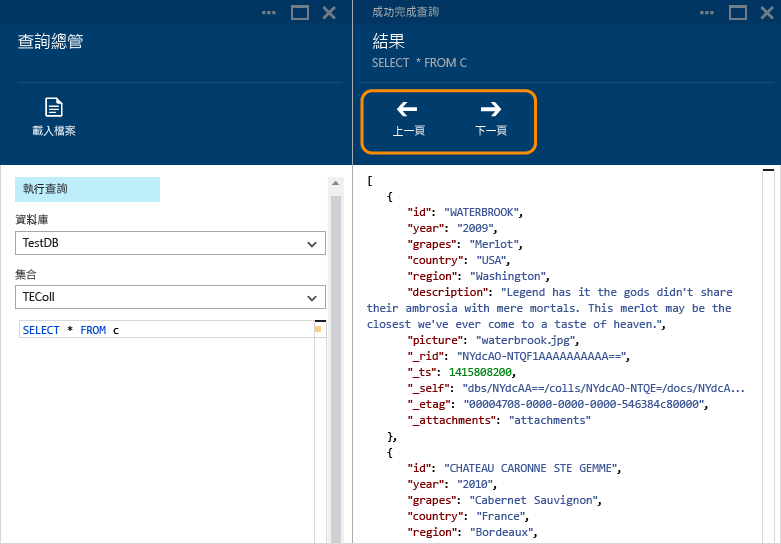 查詢總管
載入檔案
執行查詢
資料庫
TestDB
集合
TEColl
SELECT * FROM c
成功完成查詢
結果
SELECT * FROM C
上一頁
下一頁
[
{
"id": "WATERBROOK",
"year": "2009",
"grapes": "Merlot",
"country": "USA",
"region": "Washington",
"description": "Legend has it the gods didn't share
their ambrosia with mere mortals. This merlot may be the
closest we've ever come to a taste of heaven.",
"picture": "waterbrook.jpg",
"_rid": "NYdcAO-NTQF1AAAAAAAAAA==",
"_ts": 1415808200,
"_self": "dbs/NYdcAA==/colls/NYdcAO-NTQE=/docs/NYdcA...
"_etag": "00004708-0000-0000-0000-546384c80000",
"_attachments": "attachments"
},
{
"id": "CHATEAU CARONNE STE GEMME",
"year": "2010",
"grapes": "Cabernet Sauvignon",
"country": "France",
"region": "Bordeaux",